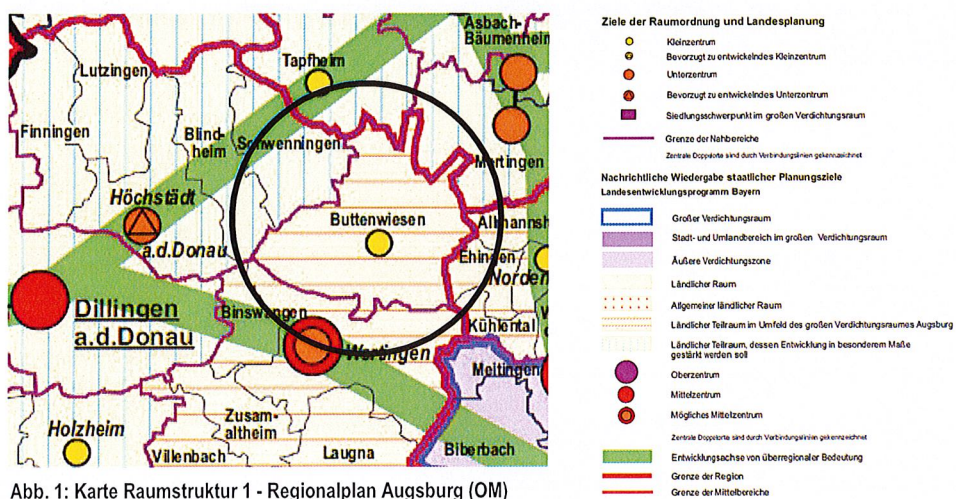 Asbach-
Bäumenheim
Tapfheim
Lutzingen
Finningen
Blind-
heim
Schwenningen
Mertingen
Höchstädt
a.d.Donau
Buttenwiesen
Allmannsh
Ehingen
Norden
Dillingen
a.d.Donau
Binswangen
Wertingen
Kühlental
Meitingen
Zusam-
altheim
Holzheim
Villenbach
Laugna
Biberbach
Abb. 1: Karte Raumstruktur 1 - Regionalplan Augsburg (OM)
Ziele der Raumordnung und Landesplanung
Kleinzentrum
Bevorzugt zu entwickelndes Kleinzentrum
Unterzentrum
Bevorzugt zu entwickelndes Unterzentrum
Siedlungsschwerpunkt im großen Verdichtungsraum
Grenze der Nahbereiche
Zentrale Doppelorte sind durch Verbindungslinien gekennzeichnet
Nachrichtliche Wiedergabe staatlicher Planungsziele
Landesentwicklungsprogramm Bayern
Großer Verdichtungsraum
Stadt- und Umlandbereich im großen Verdichtungsraum
Äußere Verdichtungszone
Ländlicher Raum
Allgemeiner ländlicher Raum
Ländlicher Teilraum im Umfeld des großen Verdichtungsraumes Augsburg
Ländlicher Teilraum, dessen Entwicklung in besonderem Maße
gestärkt werden soll
Oberzentrum
Mittelzentrum
Mögliches Mittelzentrum
Zentrale Doppelorte sind durch Verbindungslinien gekennzeichnet
Entwicklungsachse von überregionaler Bedeutung
Grenze der Region
Grenze der Mittelbereiche